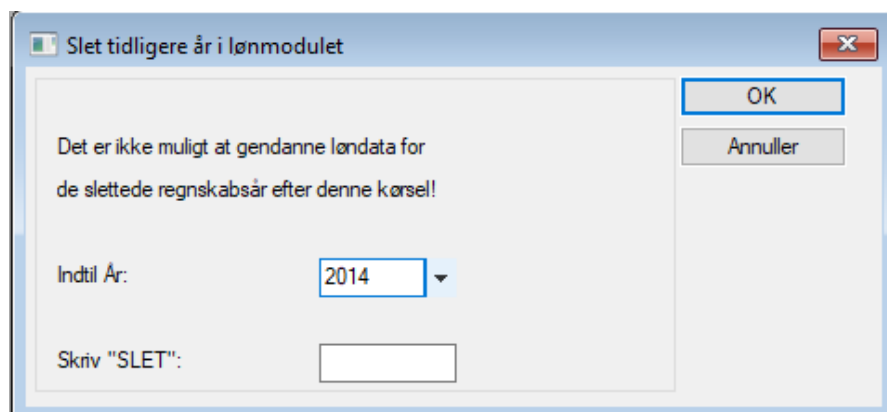 Slet tidligere år i lønmodulet
OK
Det er ikke muligt at gendanne løndata for
Annuller
de slettede regnskabsår efter denne kørsel!
Indtil År:
2014
Skriv "SLET":